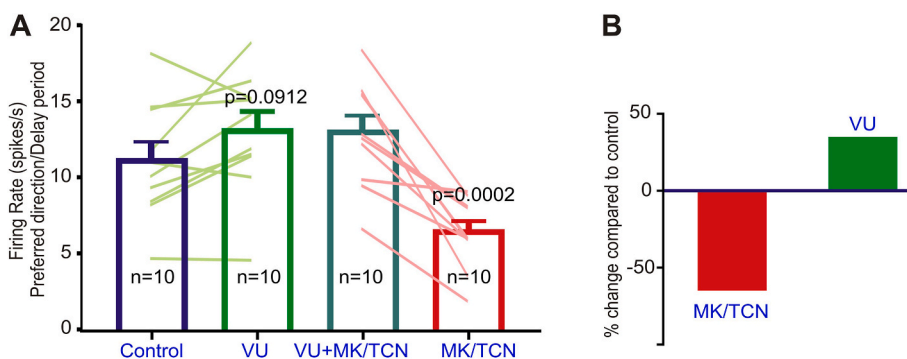 A
Firing Rate (spikes/s)
Preferred direction/Delay period
20
15
10
5
0
p=0.0912
p=0.0002
n=10
n=10
n=10
n=10
Control
VU
VU+MK/TCN
MK/TCN
B
% change compared to control
50
0
-50
VU
MK/TCN